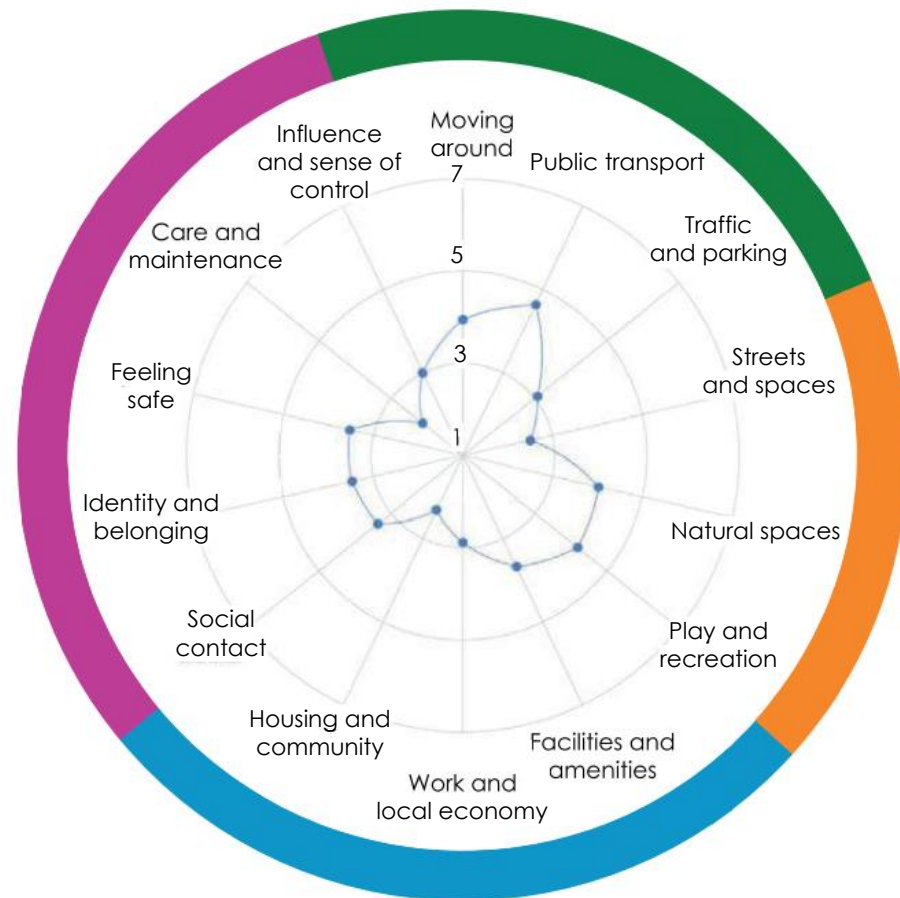 Moving
around
Public transport
Traffic
and parking
Streets
and spaces
Natural spaces
Play and
recreation
Facilities and
amenities
Work and
local economy
Housing and
community
Social
contact
Identity and
belonging
Feeling
safe
Care and
maintenance
Influence
and sense of
control
7
5
3
1